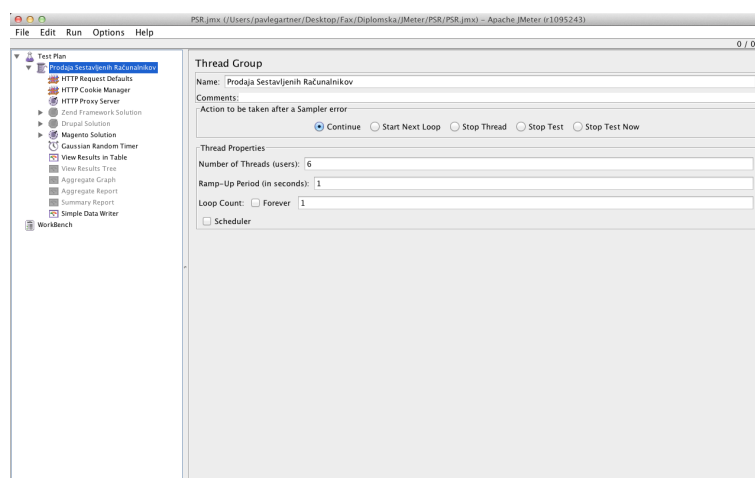 PSR.jmx (/Users/pavlegartner/Desktop/Fax/Diplomska/JMeter/PSR/PSR.jmx) – Apache JMeter (r1095243)
File Edit Run Options Help
0 / 0
Test Plan
Prodaja Sestavljenih Računalnikov
HTTP Request Defaults
HTTP Cookie Manager
HTTP Proxy Server
Zend Framework Solution
Drupal Solution
Magento Solution
Gaussian Random Timer
View Results in Table
View Results Tree
Aggregate Graph
Aggregate Report
Summary Report
Simple Data Writer
WorkBench
Thread Group
Name: Prodaja Sestavljenih Računalnikov
Comments:
Action to be taken after a Sampler error
Continue Start Next Loop Stop Thread Stop Test Stop Test Now
Thread Properties
Number of Threads (users): 6
Ramp-Up Period (in seconds): 1
Loop Count: Forever 1
Scheduler